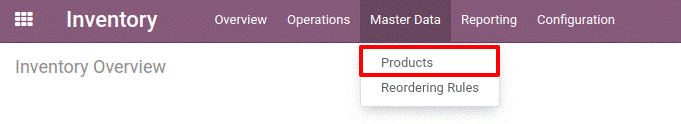 Inventory Overview Operations Master Data Reporting Configuration
Inventory Overview
Products
Reordering Rules